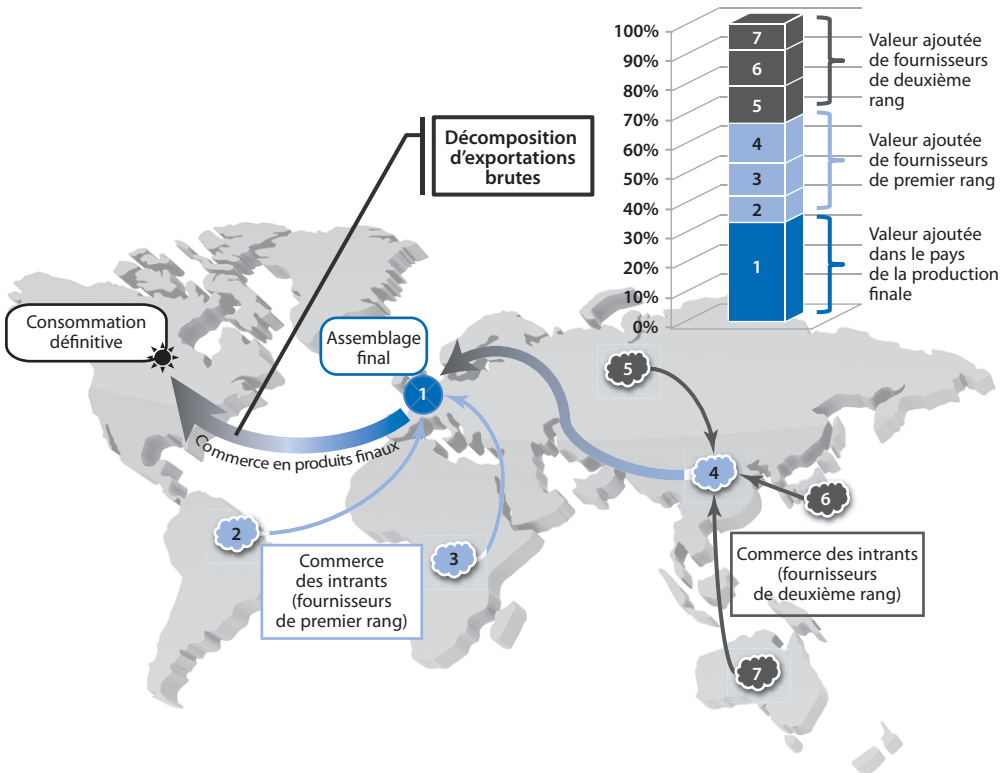 100%
90%
80%
70%
60%
50%
40%
30%
20%
10%
0%
7
6
5
4
3
2
1
Valeur ajoutée
de fournisseurs
de deuxième
rang
Valeur ajoutée
de fournisseurs
de premier rang
Valeur ajoutée
dans le pays
de la production
finale
Décomposition
d'exportations
brutes
Consommation
définitive
Assemblage
final
1
Commerce en produits finaux
2
3
4
5
6
7
Commerce
des intrants
(fournisseurs
de premier rang)
Commerce des intrants
(fournisseurs
de deuxième rang)